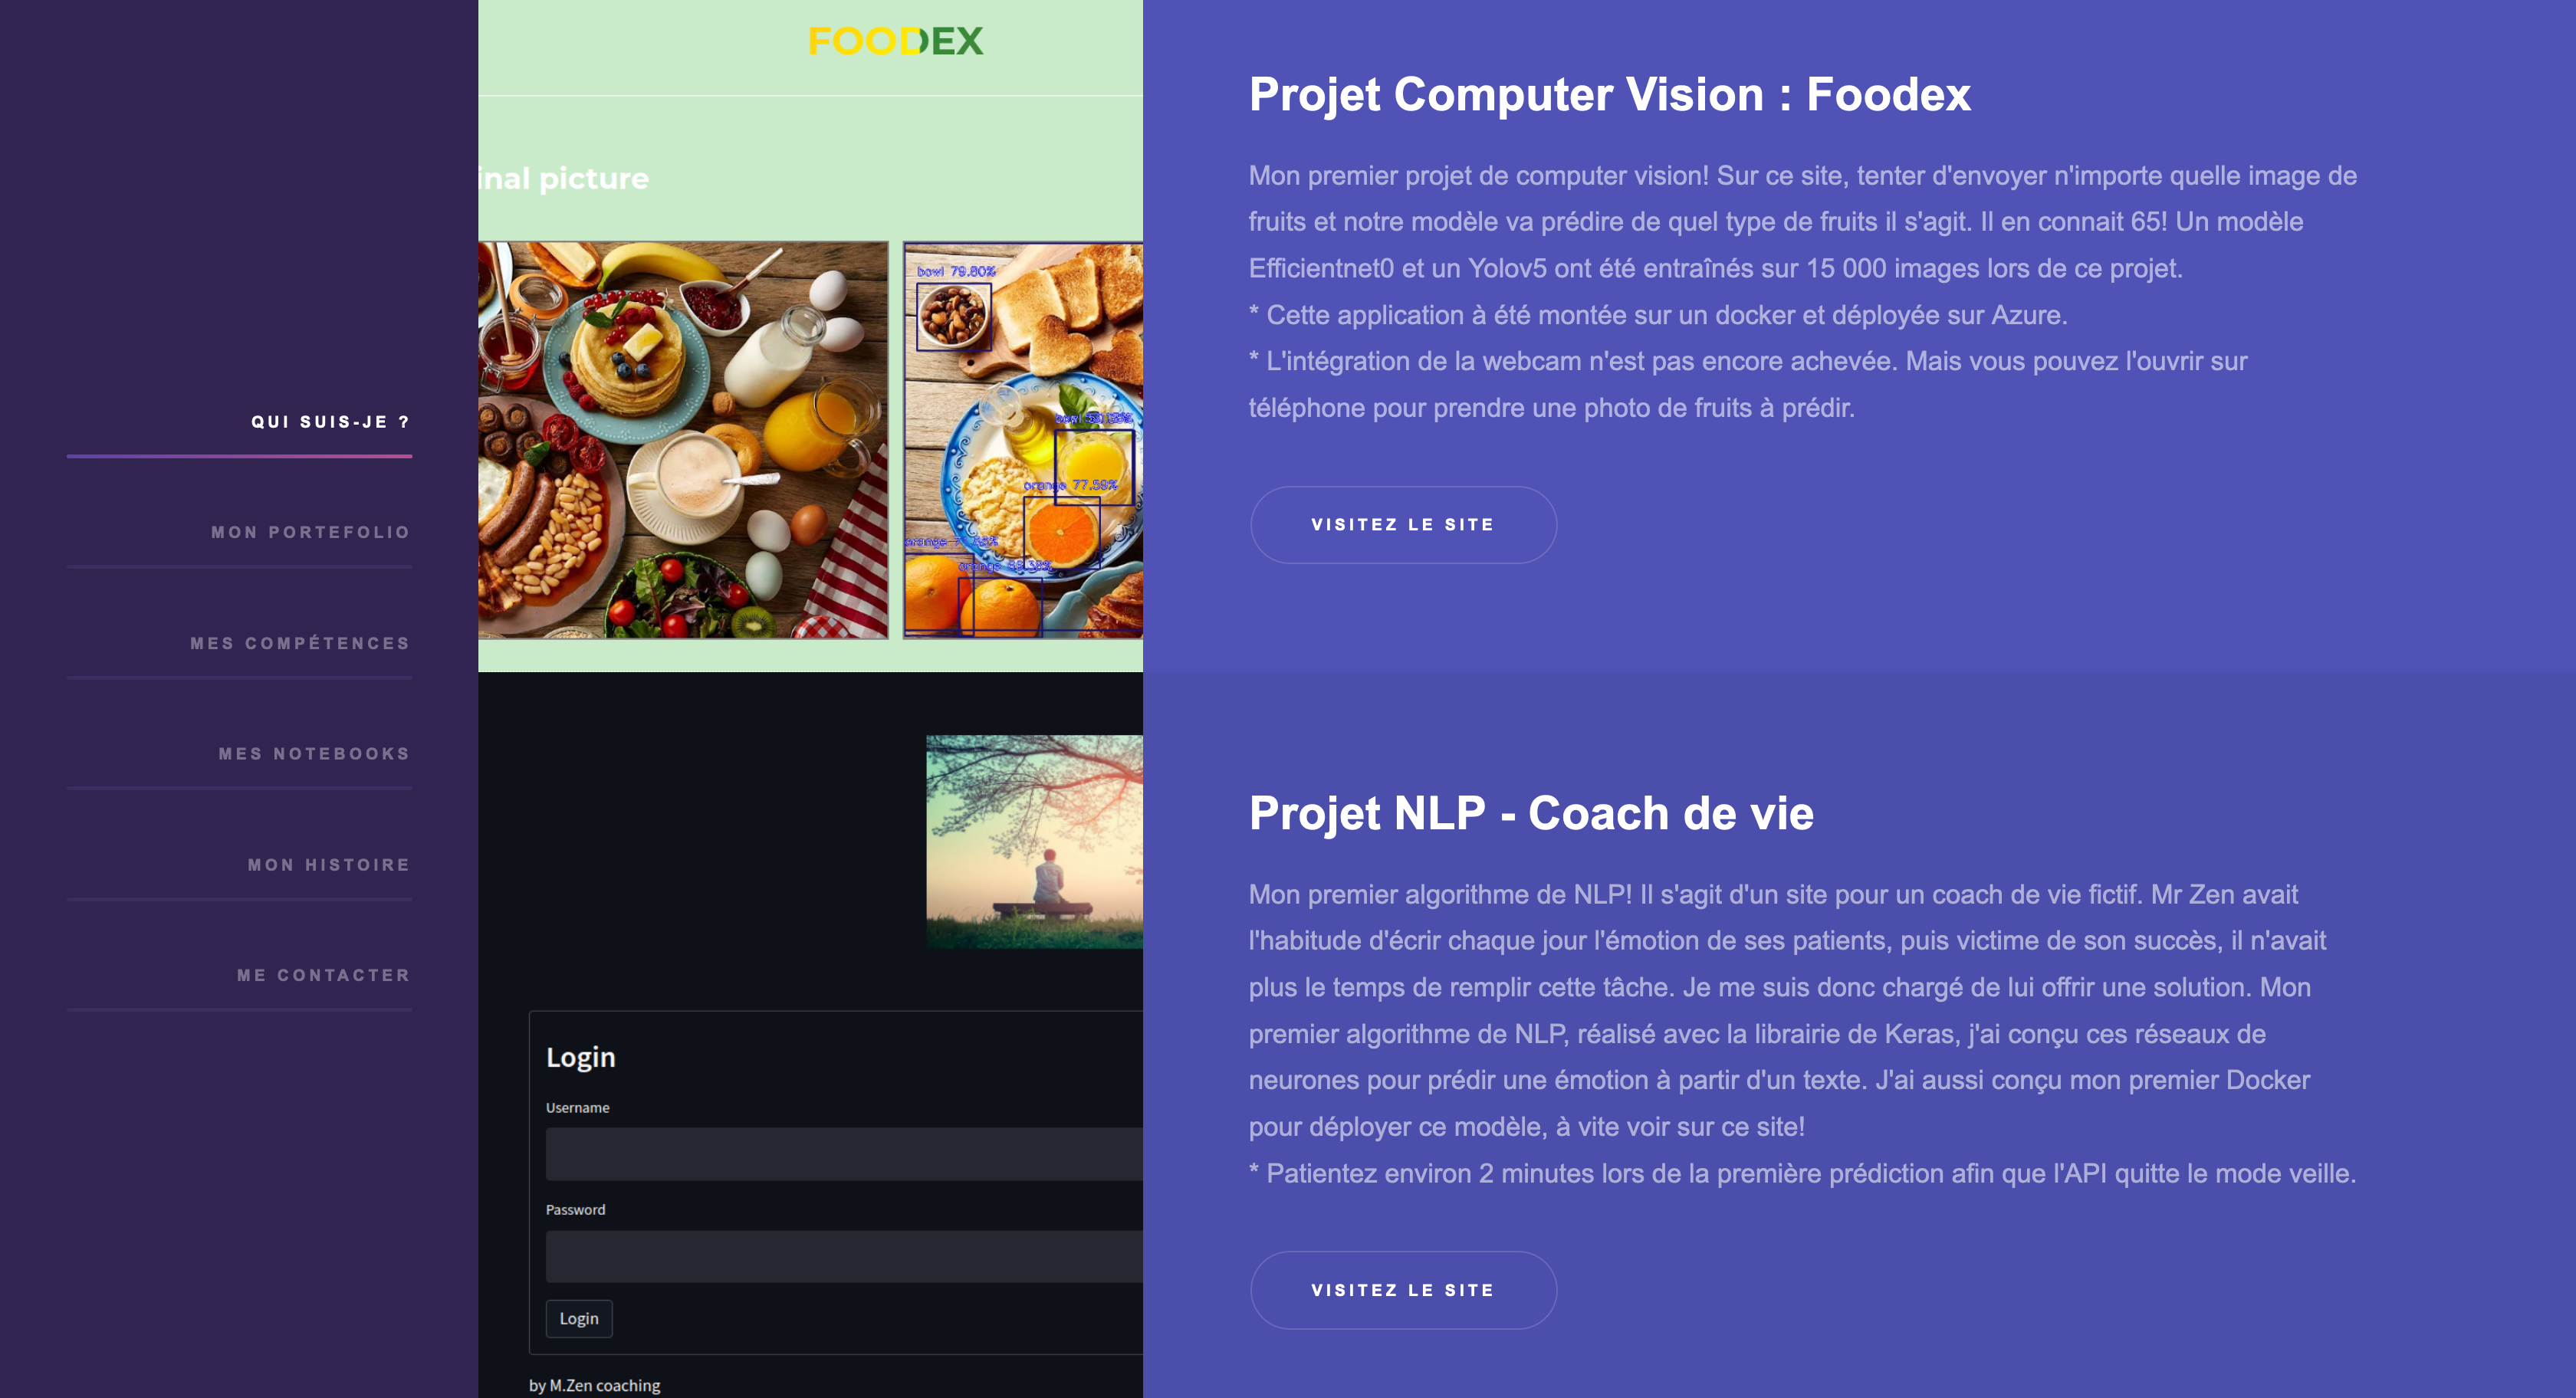 QUI SUIS-JE ?
MON PORTEFOLIO
MES COMPÉTENCES
MES NOTEBOOKS
MON HISTOIRE
ME CONTACTER
FOODEX
inal picture
bowl 79.80%
orange 77.59%
Projet Computer Vision : Foodex
Mon premier projet de computer vision! Sur ce site, tenter d'envoyer n'importe quelle image de
fruits et notre modèle va prédire de quel type de fruits il s'agit. Il en connait 65! Un modèle
Efficientnet0 et un Yolov5 ont été entraînés sur 15 000 images lors de ce projet.
* Cette application à été montée sur un docker et déployée sur Azure.
* L'intégration de la webcam n'est pas encore achevée. Mais vous pouvez l'ouvrir sur
téléphone pour prendre une photo de fruits à prédir.
VISITEZ LE SITE
Login
Username
Password
Login
by M.Zen coaching
Projet NLP - Coach de vie
Mon premier algorithme de NLP! Il s'agit d'un site pour un coach de vie fictif. Mr Zen avait
l'habitude d'écrir chaque jour l'émotion de ses patients, puis victime de son succès, il n'avait
plus le temps de remplir cette tâche. Je me suis donc chargé de lui offrir une solution. Mon
premier algorithme de NLP, réalisé avec la librairie de Keras, j'ai conçu ces réseaux de
neurones pour prédir une émotion à partir d'un texte. J'ai aussi conçu mon premier Docker
pour déployer ce modèle, à vite voir sur ce site!
* Patientez environ 2 minutes lors de la première prédiction afin que l'API quitte le mode veille.
VISITEZ LE SITE